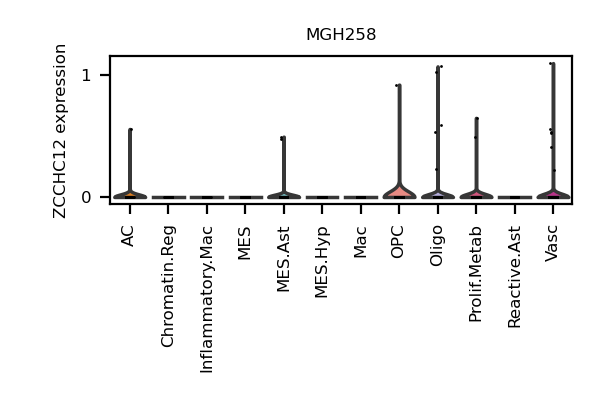 MGH258
ZCCHC12 expression
1
0
AC
Chromatin.Reg
Inflammatory.Mac
MES
MES.Ast
MES.Hyp
Mac
OPC
Oligo
Prolif.Metab
Reactive.Ast
Vasc